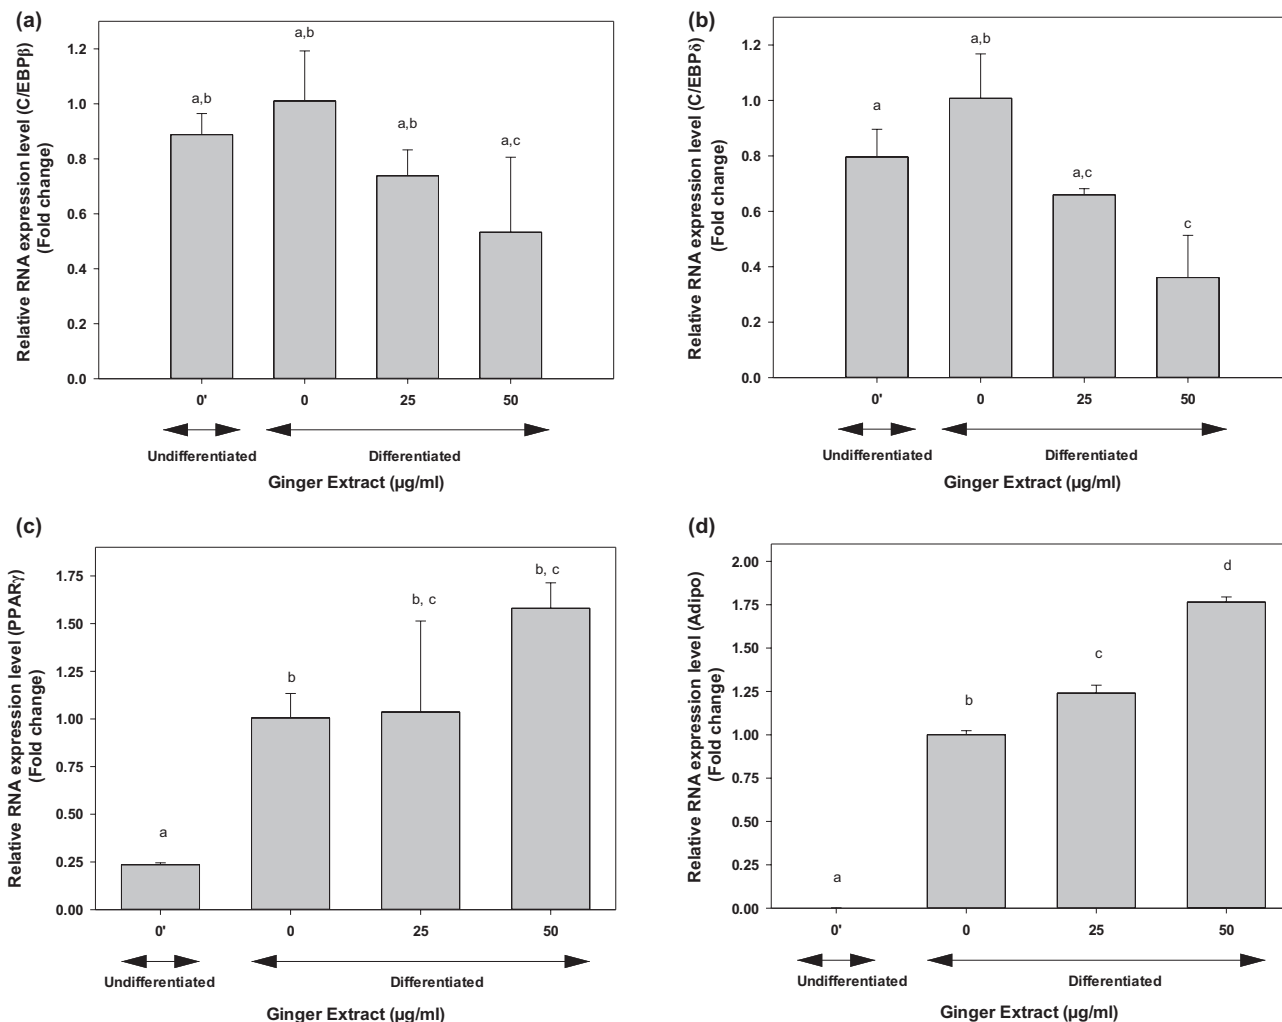 (a)
Relative RNA expression level (C/EBPβ)
(Fold change)
1.2
1.0
0.8
0.6
0.4
0.2
0.0
a,b
a,b
a,b
a,c
0'
0
25
50
Undifferentiated
Differentiated
Ginger Extract (µg/ml)
(b)
Relative RNA expression level (C/EBPδ)
(Fold change)
1.2
1.0
0.8
0.6
0.4
0.2
0.0
a
a,b
a,c
c
0'
0
25
50
Undifferentiated
Differentiated
Ginger Extract (µg/ml)
(c)
Relative RNA expression level (PPARγ)
(Fold change)
1.75
1.50
1.25
1.00
0.75
0.50
0.25
0.00
a
b
b, c
b, c
0'
0
25
50
Undifferentiated
Differentiated
Ginger Extract (µg/ml)
(d)
Relative RNA expression level (Adipo)
(Fold change)
2.00
1.75
1.50
1.25
1.00
0.75
0.50
0.25
0.00
a
b
c
d
0'
0
25
50
Undifferentiated
Differentiated
Ginger Extract (µg/ml)